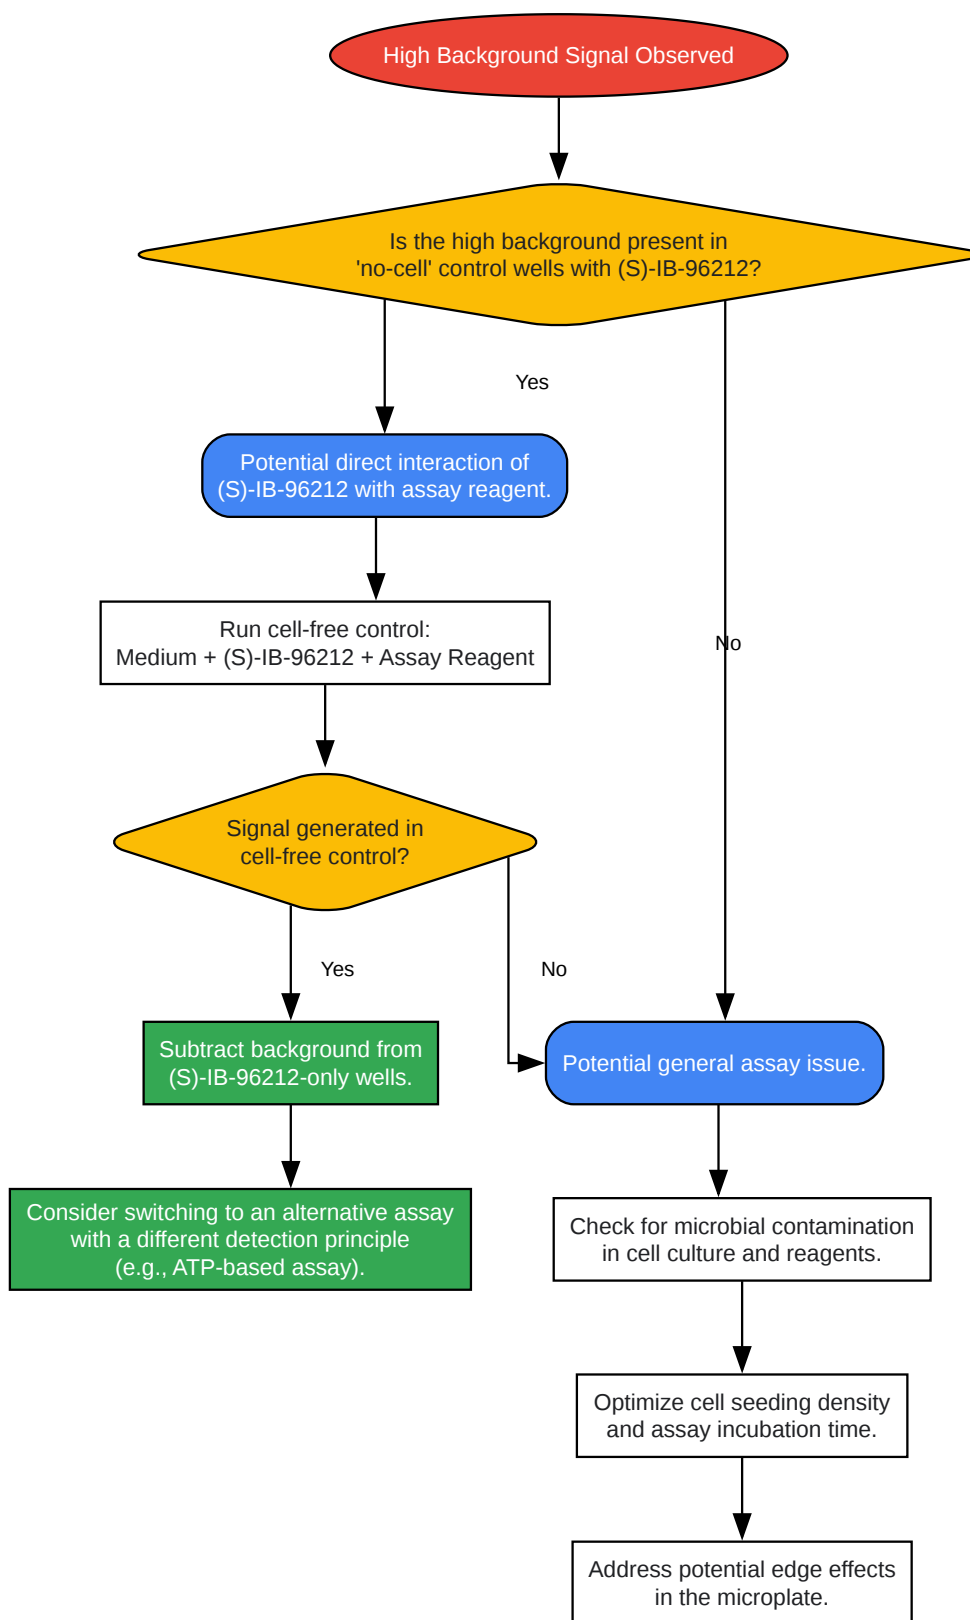 High Background Signal Observed
Is the high background present in
'no-cell' control wells with (S)-IB-96212?
Yes
Potential direct interaction of
(S)-IB-96212 with assay reagent.
Run cell-free control:
Medium + (S)-IB-96212 + Assay Reagent
No
Signal generated in
cell-free control?
Yes
No
Subtract background from
(S)-IB-96212-only wells.
Potential general assay issue.
Consider switching to an alternative assay
with a different detection principle
(e.g., ATP-based assay).
Check for microbial contamination
in cell culture and reagents.
Optimize cell seeding density
and assay incubation time.
Address potential edge effects
in the microplate.